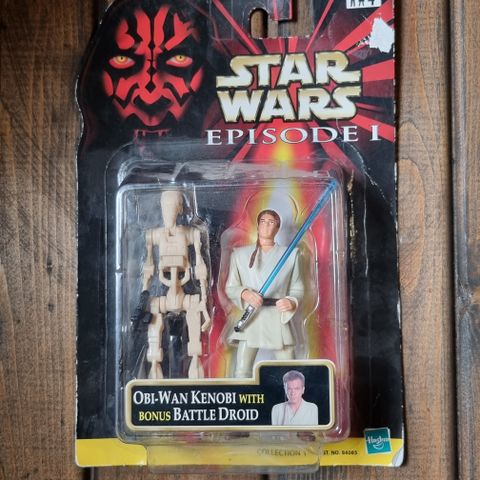 STAR
WARS
EPISODE I
OBI-WAN KENOBI WITH
BONUS BATTLE DROID
COLLECTION 1
Hasbro